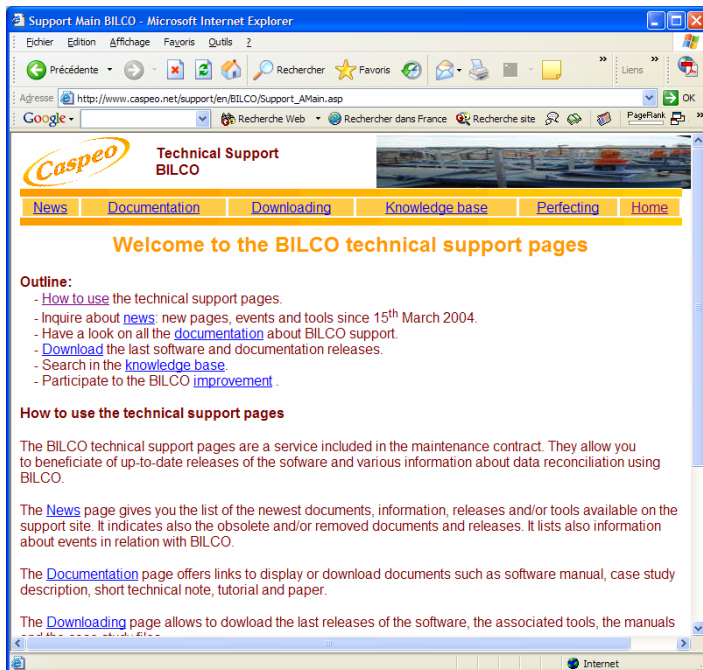 Support Main BILCO - Microsoft Internet Explorer
Fichier Edition Affichage Favoris Outils ?
Précédente Rechercher Favoris » Liens »
Adresse http://www.caspeo.net/support/en/BILCO/Support_AMain.asp OK
Google Recherche Web Rechercher dans France Recherche site PageRank »
Caspeo
Technical Support
BILCO
News Documentation Downloading Knowledge base Perfecting Home
Welcome to the BILCO technical support pages
Outline:
- How to use the technical support pages.
- Inquire about news: new pages, events and tools since 15th March 2004.
- Have a look on all the documentation about BILCO support.
- Download the last software and documentation releases.
- Search in the knowledge base.
- Participate to the BILCO improvement .
How to use the technical support pages
The BILCO technical support pages are a service included in the maintenance contract. They allow you
to beneficiate of up-to-date releases of the sofware and various information about data reconciliation using
BILCO.
The News page gives you the list of the newest documents, information, releases and/or tools available on the
support site. It indicates also the obsolete and/or removed documents and releases. It lists also information
about events in relation with BILCO.
The Documentation page offers links to display or download documents such as software manual, case study
description, short technical note, tutorial and paper.
The Downloading page allows to dowload the last releases of the software, the associated tools, the manuals
and the case study files.
Internet